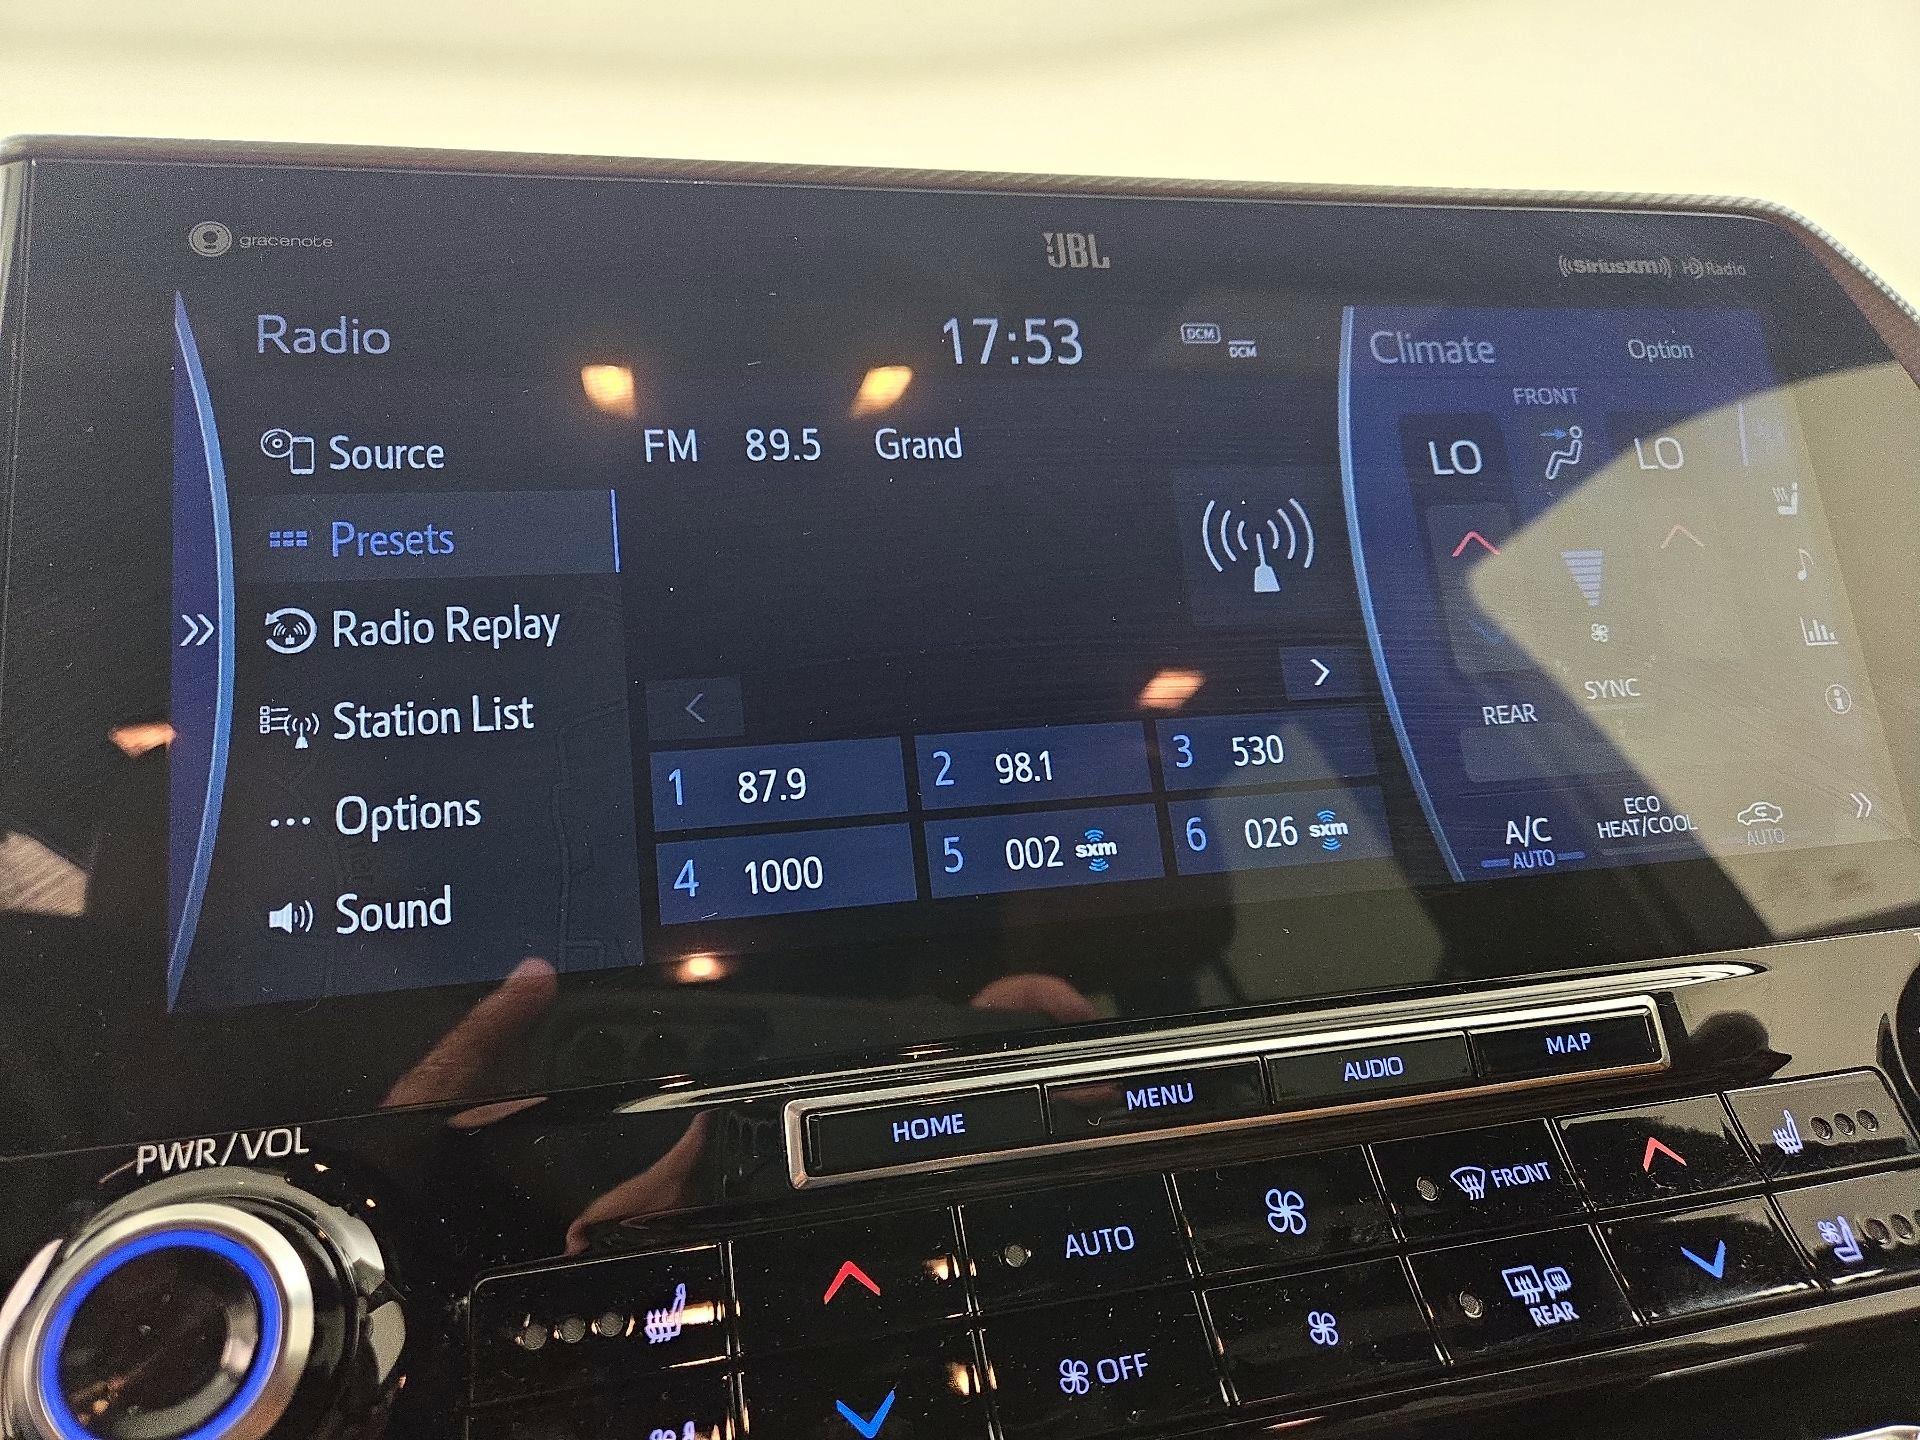 gracenote
JBL
SiriusXM HD Radio
Radio
17:53
DCM
DCM
Climate
Option
FRONT
Source
FM 89.5 Grand
LO
LO
Presets
Radio Replay
Station List
SYNC
REAR
1 87.9
2 98.1
3 530
Options
4 1000
5 002 sxm
6 026 sxm
A/C
AUTO
ECO
HEAT/COOL
AUTO
Sound
HOME
MENU
AUDIO
MAP
PWR/VOL
AUTO
FRONT
OFF
REAR